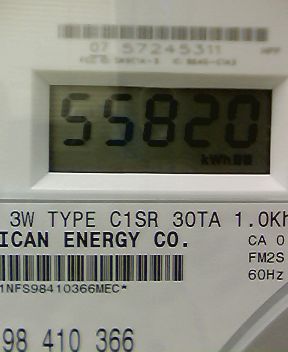 07 57245311
55820
kWh
3W TYPE C1SR 30TA 1.0Kh
ICAN ENERGY CO.
CA 0
FM2S
60Hz
1NFS98410366MEC*
98 410 366